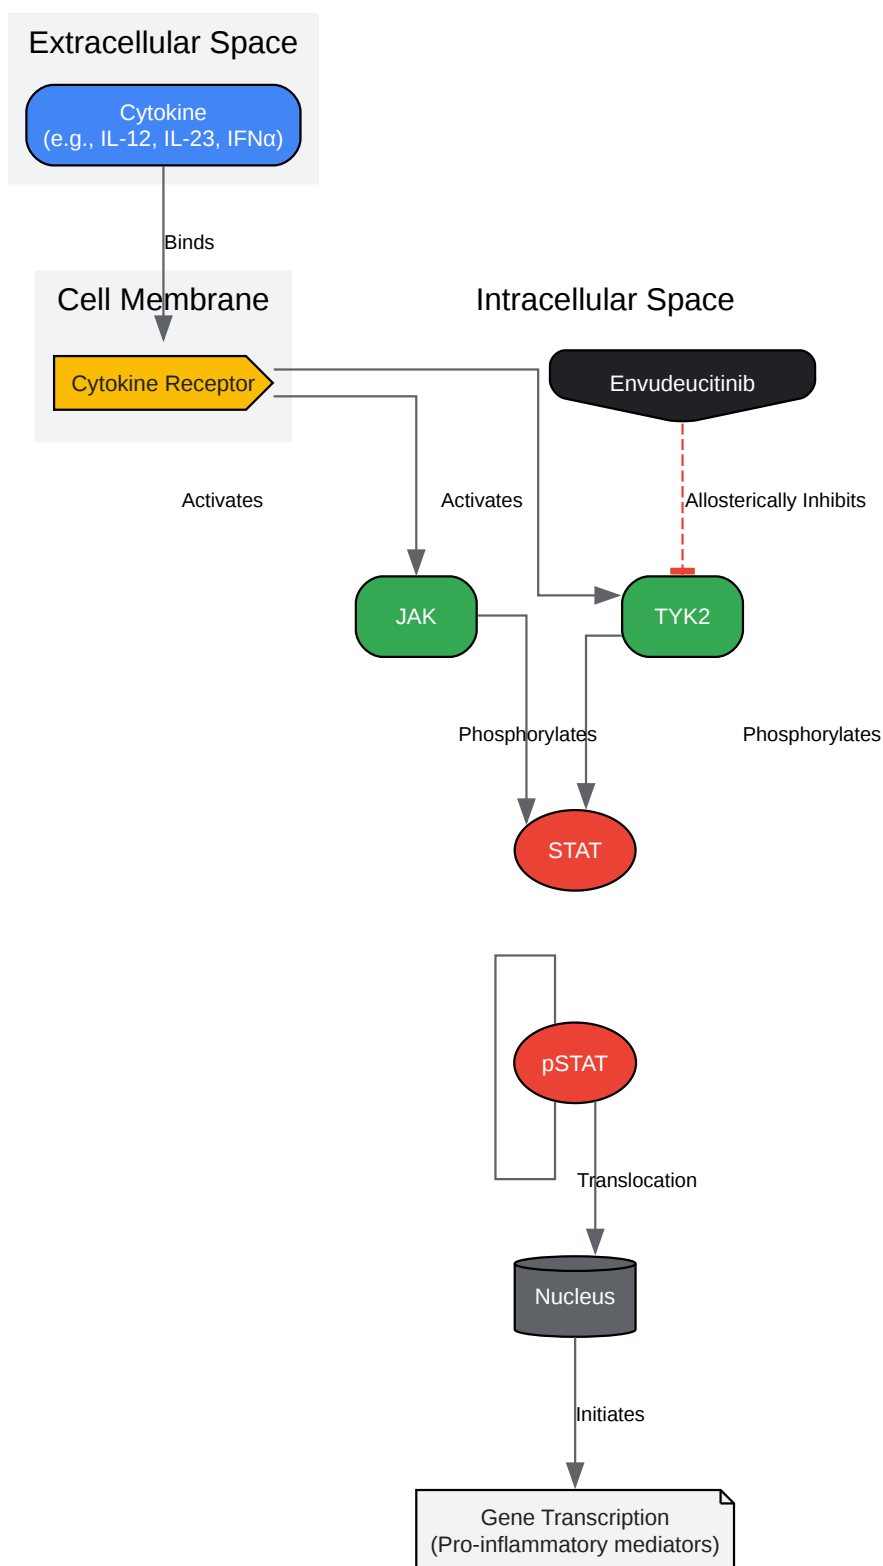 Extracellular Space
Cytokine
(e.g., IL-12, IL-23, IFNα)
Binds
Cell Membrane
Intracellular Space
Cytokine Receptor
Envudeucitinib
Activates
Activates
Allosterically Inhibits
JAK
TYK2
Phosphorylates
Phosphorylates
STAT
pSTAT
Translocation
Nucleus
Initiates
Gene Transcription
(Pro-inflammatory mediators)